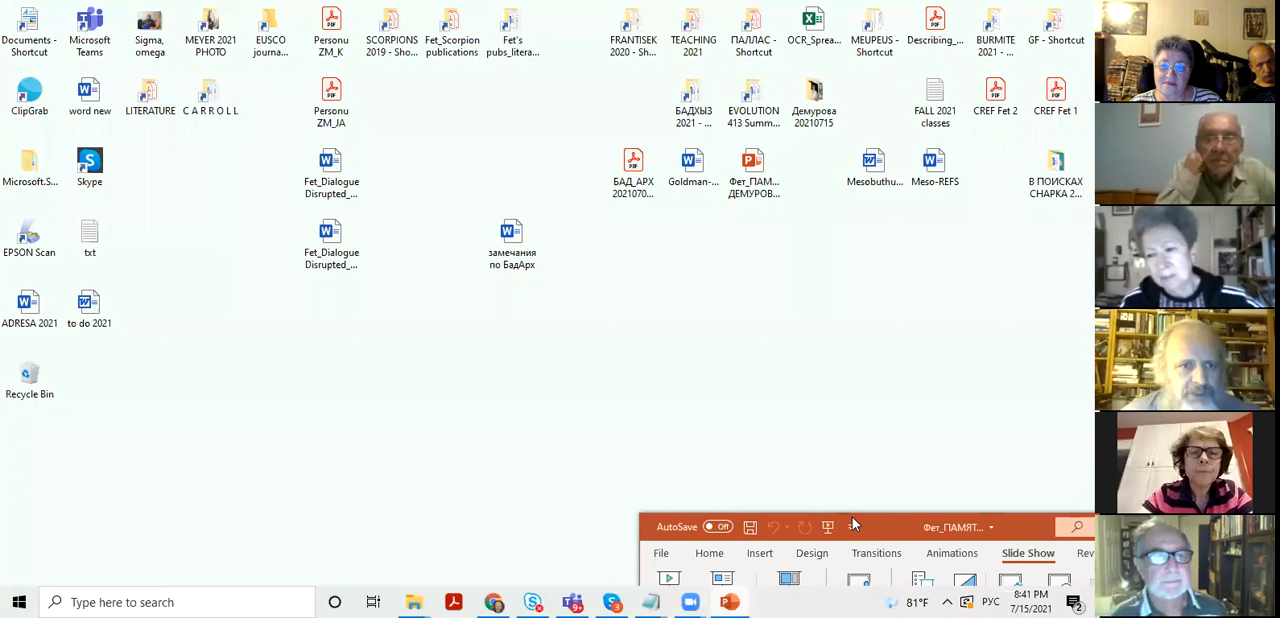 Documents - Shortcut
Microsoft Teams
Sigma, omega
MEYER 2021 PHOTO
EUSCO journa...
Personu ZM_K
SCORPIONS 2019 - Sho...
Fet_Scorpion publications
Fet's pubs_litera...
FRANTISEK 2020 - Sh...
TEACHING 2021
ПАЛЛАС - Shortcut
OCR_Sprea...
MEUPEUS - Shortcut
Describing_...
BURMITE 2021 - ...
GF - Shortcut
ClipGrab
word new
LITERATURE
C A R R O L L
Personu ZM_JA
БАДХЫЗ 2021 - ...
EVOLUTION 413 Summ...
Демурова 20210715
FALL 2021 classes
CREF Fet 2
CREF Fet 1
Microsoft.S...
Skype
Fet_Dialogue Disrupted_...
БАД_АРХ 2021070...
Goldman-...
Фет_ПАМ... ДЕМУРОВ...
Mesobuthu...
Meso-REFS
В ПОИСКАХ СНАРКА 2...
EPSON Scan
txt
Fet_Dialogue Disrupted_...
замечания по БадАрх
ADRESA 2021
to do 2021
Recycle Bin
AutoSave Off
Фет_ПАМЯТ...
File Home Insert Design Transitions Animations Slide Show Rev
Type here to search
9+
3
81°F
РУС
8:41 PM
7/15/2021
2